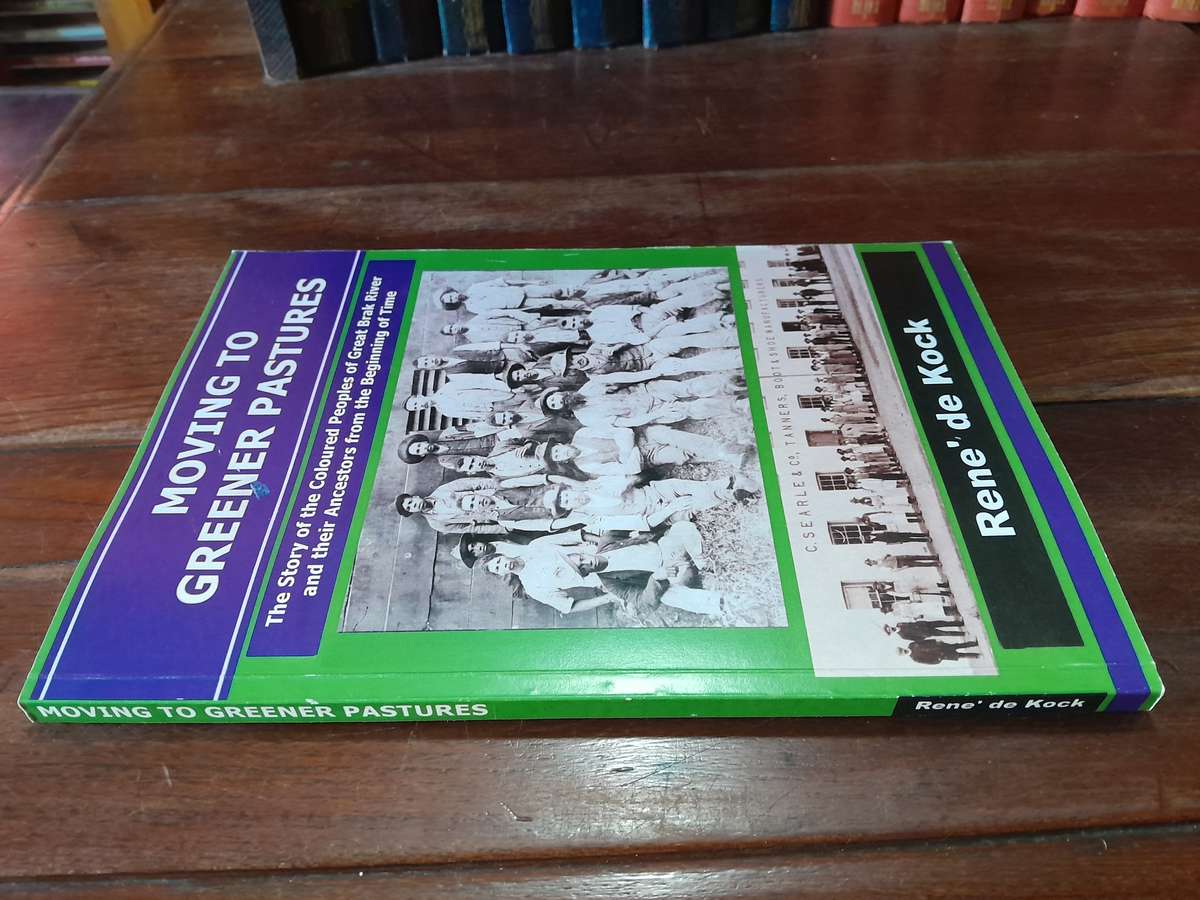 MOVING TO
GREENER PASTURES
The Story of the Coloured Peoples of Great Brak River
and their Ancestors from the Beginning of Time
C. SEARLE & Co, TANNERS, BOOT & SHOE MANUFACTURERS
Rene' de Kock
MOVING TO GREENER PASTURES
Rene' de Kock